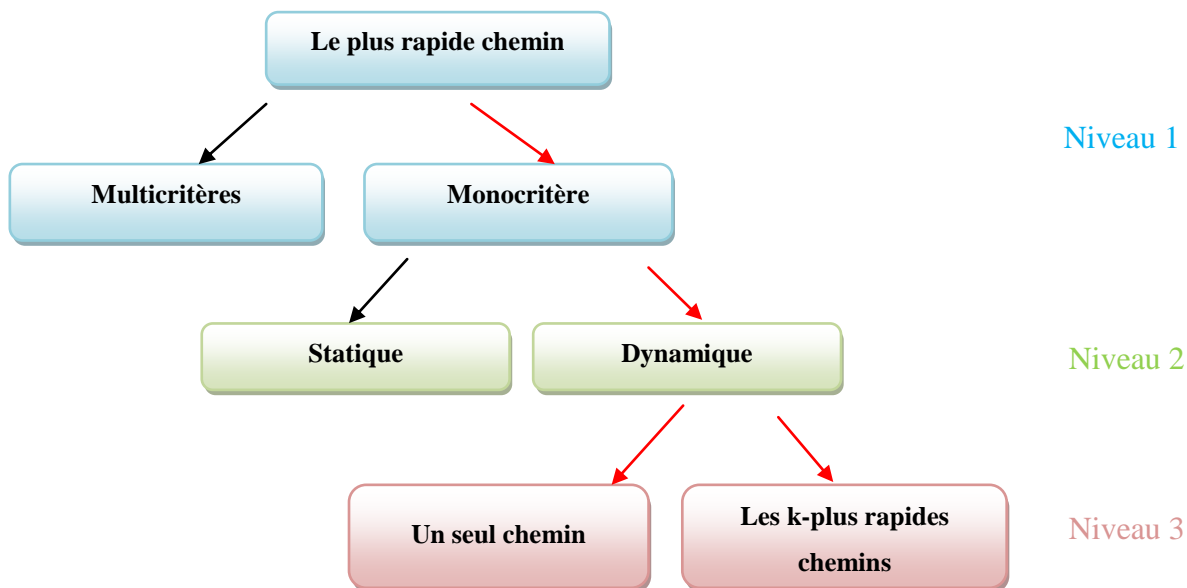 Le plus rapide chemin
Niveau 1
Multicritères
Monocritère
Statique
Dynamique
Niveau 2
Un seul chemin
Les k-plus rapides
chemins
Niveau 3